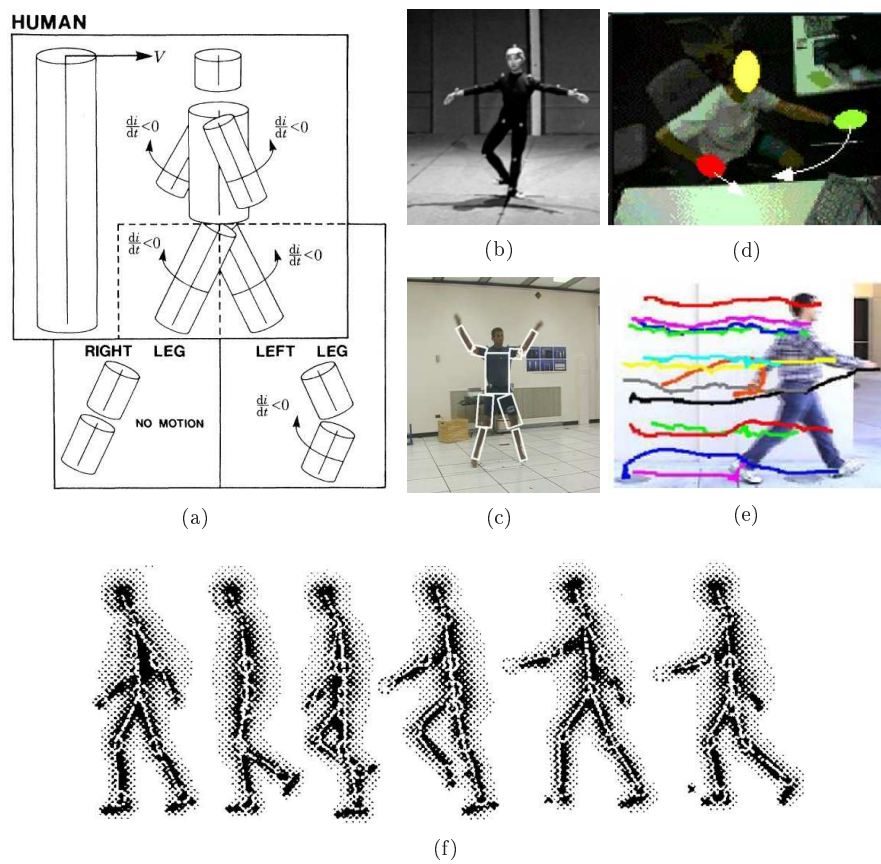 HUMAN
V
di/dt<0
di/dt<0
di/dt<0
di/dt<0
RIGHT LEG
LEFT LEG
NO MOTION
di/dt<0
(a)
(b)
(d)
(c)
(e)
(f)